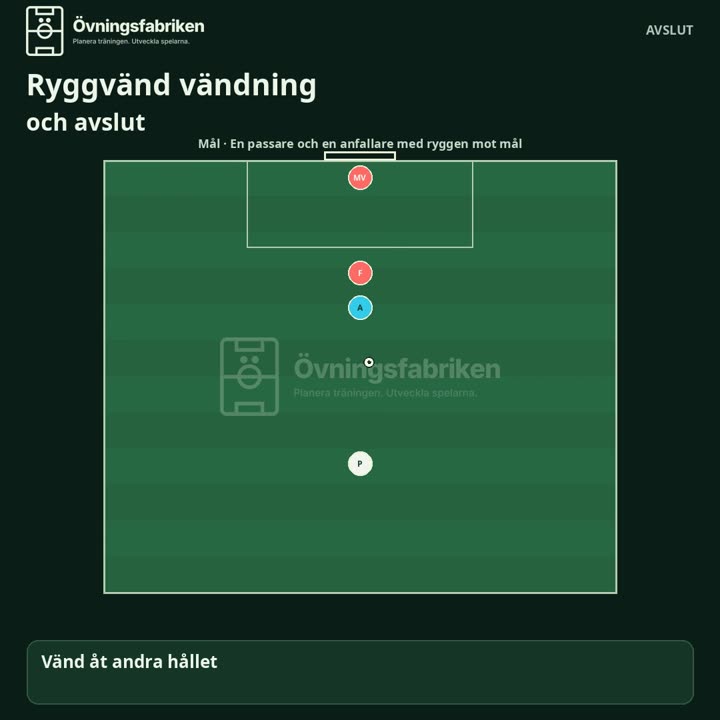 Övningsfabriken
Planera träningen. Utveckla spelarna.
AVSLUT
Ryggvänd vändning
och avslut
Mål · En passare och en anfallare med ryggen mot mål
MV
F
A
Övningsfabriken
Planera träningen. Utveckla spelarna.
P
Vänd åt andra hållet